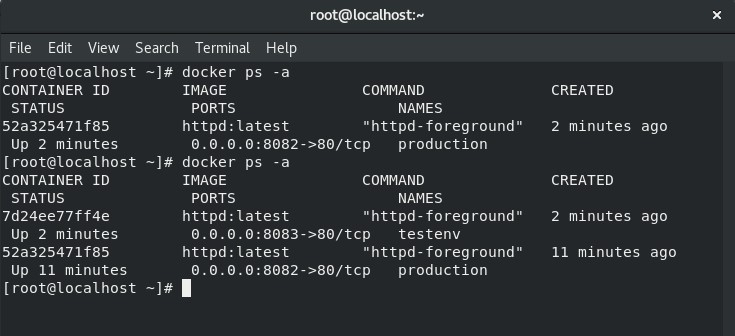 root@localhost:~
×
File Edit View Search Terminal Help
[root@localhost ~]# docker ps -a
CONTAINER ID        IMAGE               COMMAND              CREATED
 STATUS              PORTS                  NAMES
52a325471f85        httpd:latest        "httpd-foreground"   2 minutes ago
 Up 2 minutes        0.0.0.0:8082->80/tcp   production
[root@localhost ~]# docker ps -a
CONTAINER ID        IMAGE               COMMAND              CREATED
 STATUS              PORTS                  NAMES
7d24ee77ff4e        httpd:latest        "httpd-foreground"   2 minutes ago
 Up 2 minutes        0.0.0.0:8083->80/tcp   testenv
52a325471f85        httpd:latest        "httpd-foreground"   11 minutes ago
 Up 11 minutes       0.0.0.0:8082->80/tcp   production
[root@localhost ~]#